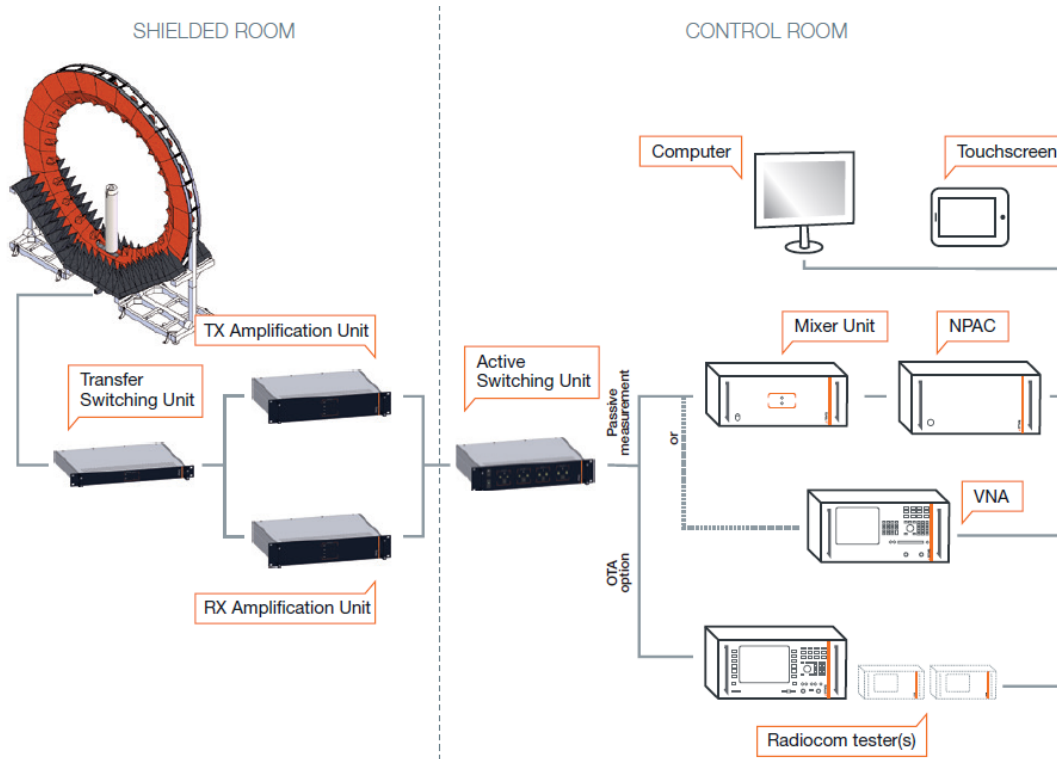 SHIELDED ROOM
CONTROL ROOM
Computer
Touchscreen
TX Amplification Unit
Mixer Unit
NPAC
Transfer
Switching Unit
Active
Switching Unit
Passive
measurement
or
VNA
OTA
option
RX Amplification Unit
Radiocom tester(s)